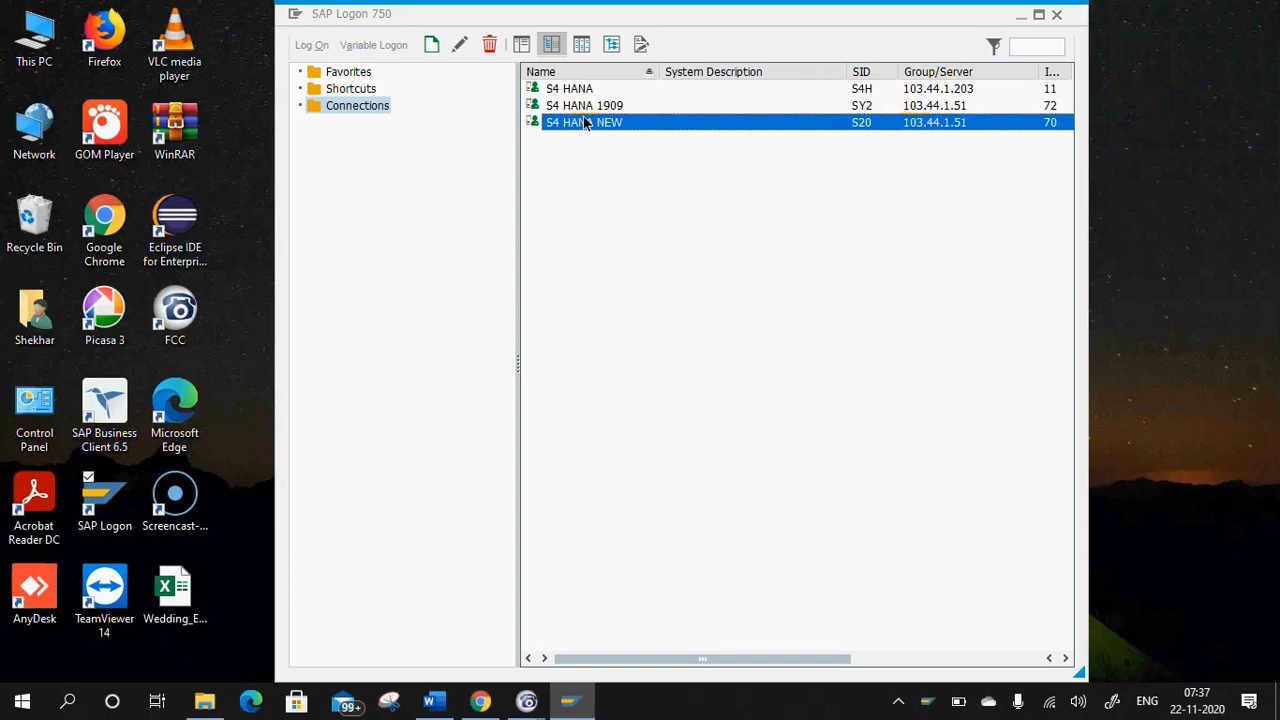 SAP Logon 750
Log On Variable Logon
Favorites
Shortcuts
Connections
Name System Description SID Group/Server I...
S4 HANA S4H 103.44.1.203 11
S4 HANA 1909 SY2 103.44.1.51 72
S4 HANA NEW S20 103.44.1.51 70
This PC
Firefox
VLC media
player
Network
GOM Player
WinRAR
Recycle Bin
Google
Chrome
Eclipse IDE
for Enterpri...
Shekhar
Picasa 3
FCC
Control
Panel
SAP Business
Client 6.5
Microsoft
Edge
Acrobat
Reader DC
SAP Logon
Screencast-...
AnyDesk
TeamViewer
14
Wedding_E...
99+
ENG
07:37
22-11-2020